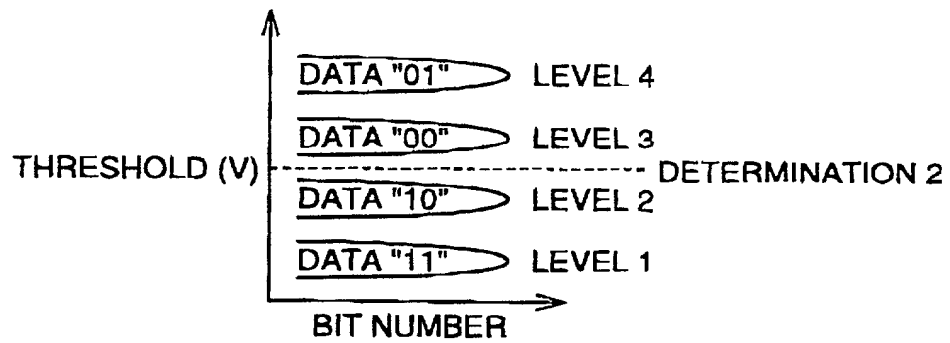 DATA "01" LEVEL 4
DATA "00" LEVEL 3
THRESHOLD (V) DETERMINATION 2
DATA "10" LEVEL 2
DATA "11" LEVEL 1
BIT NUMBER